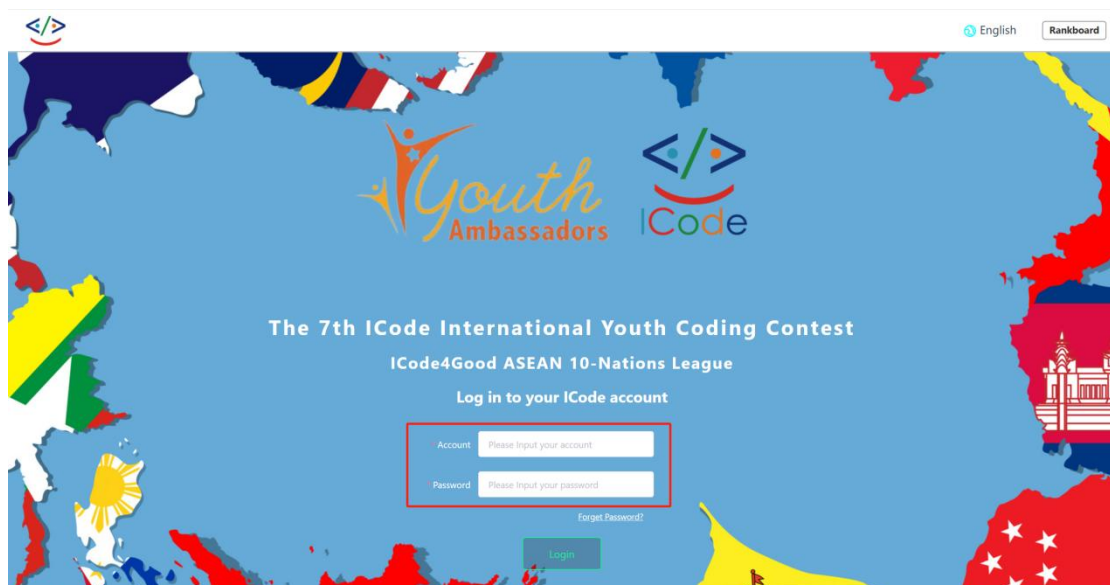 </>
English
Rankboard
Youth
Ambassadors
</>
ICode
The 7th ICode International Youth Coding Contest
ICode4Good ASEAN 10-Nations League
Log in to your ICode account
Account
Please Input your account
* Password
Please Input your password
Forget Password?
Login